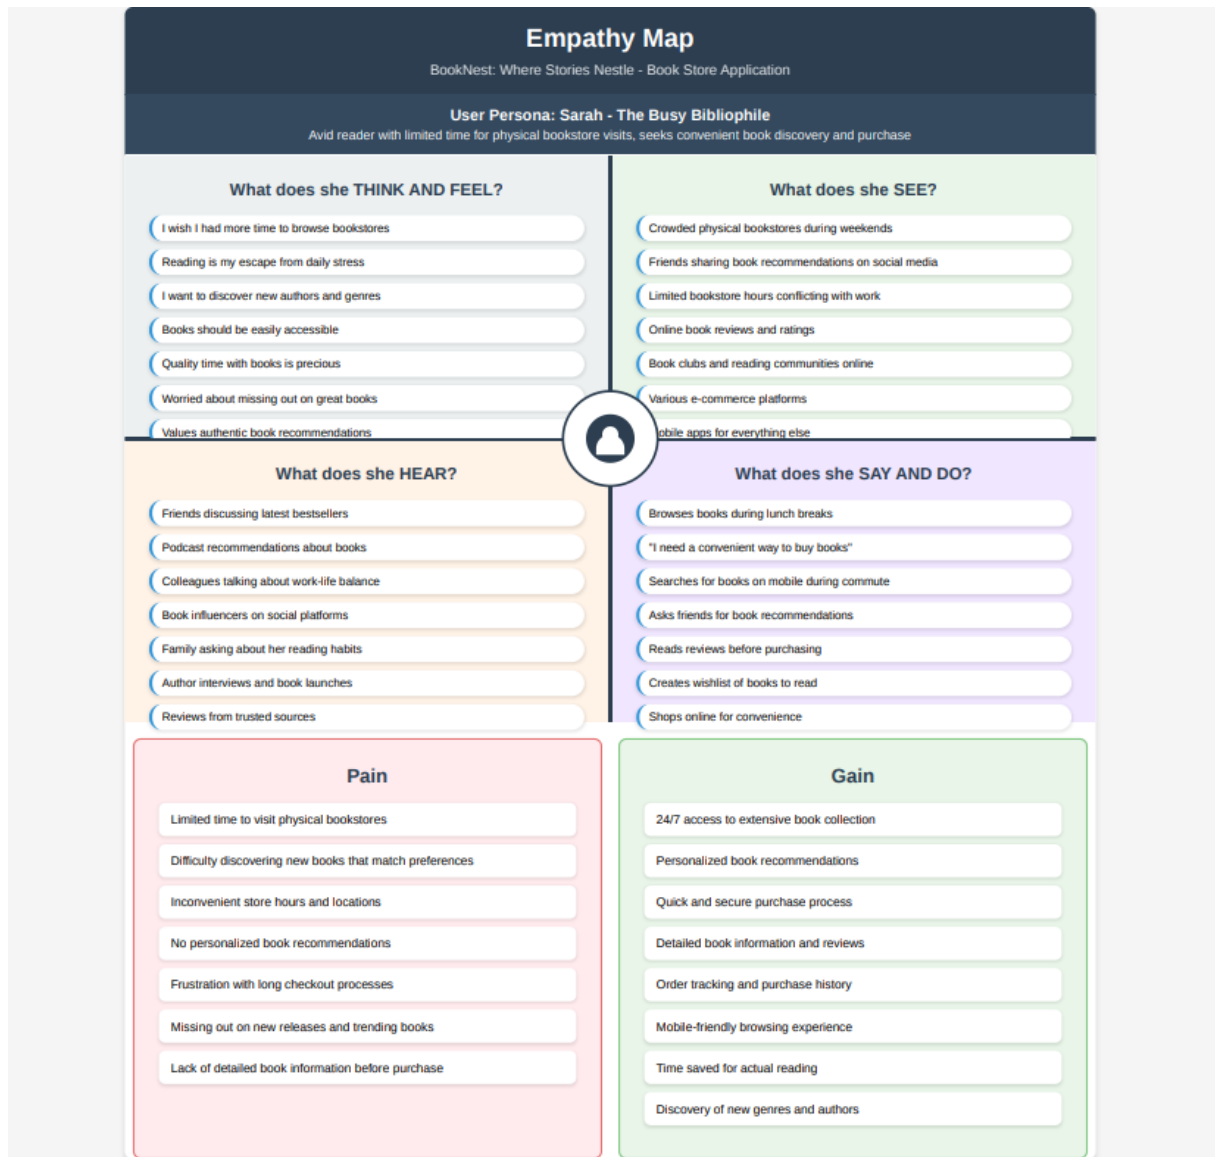 Empathy Map
BookNest: Where Stories Nestle - Book Store Application
User Persona: Sarah - The Busy Bibliophile
Avid reader with limited time for physical bookstore visits, seeks convenient book discovery and purchase
What does she THINK AND FEEL?
I wish I had more time to browse bookstores
Reading is my escape from daily stress
I want to discover new authors and genres
Books should be easily accessible
Quality time with books is precious
Worried about missing out on great books
Values authentic book recommendations
What does she SEE?
Crowded physical bookstores during weekends
Friends sharing book recommendations on social media
Limited bookstore hours conflicting with work
Online book reviews and ratings
Book clubs and reading communities online
Various e-commerce platforms
obile apps for everything else
What does she HEAR?
Friends discussing latest bestsellers
Podcast recommendations about books
Colleagues talking about work-life balance
Book influencers on social platforms
Family asking about her reading habits
Author interviews and book launches
Reviews from trusted sources
What does she SAY AND DO?
Browses books during lunch breaks
"I need a convenient way to buy books"
Searches for books on mobile during commute
Asks friends for book recommendations
Reads reviews before purchasing
Creates wishlist of books to read
Shops online for convenience
Pain
Limited time to visit physical bookstores
Difficulty discovering new books that match preferences
Inconvenient store hours and locations
No personalized book recommendations
Frustration with long checkout processes
Missing out on new releases and trending books
Lack of detailed book information before purchase
Gain
24/7 access to extensive book collection
Personalized book recommendations
Quick and secure purchase process
Detailed book information and reviews
Order tracking and purchase history
Mobile-friendly browsing experience
Time saved for actual reading
Discovery of new genres and authors